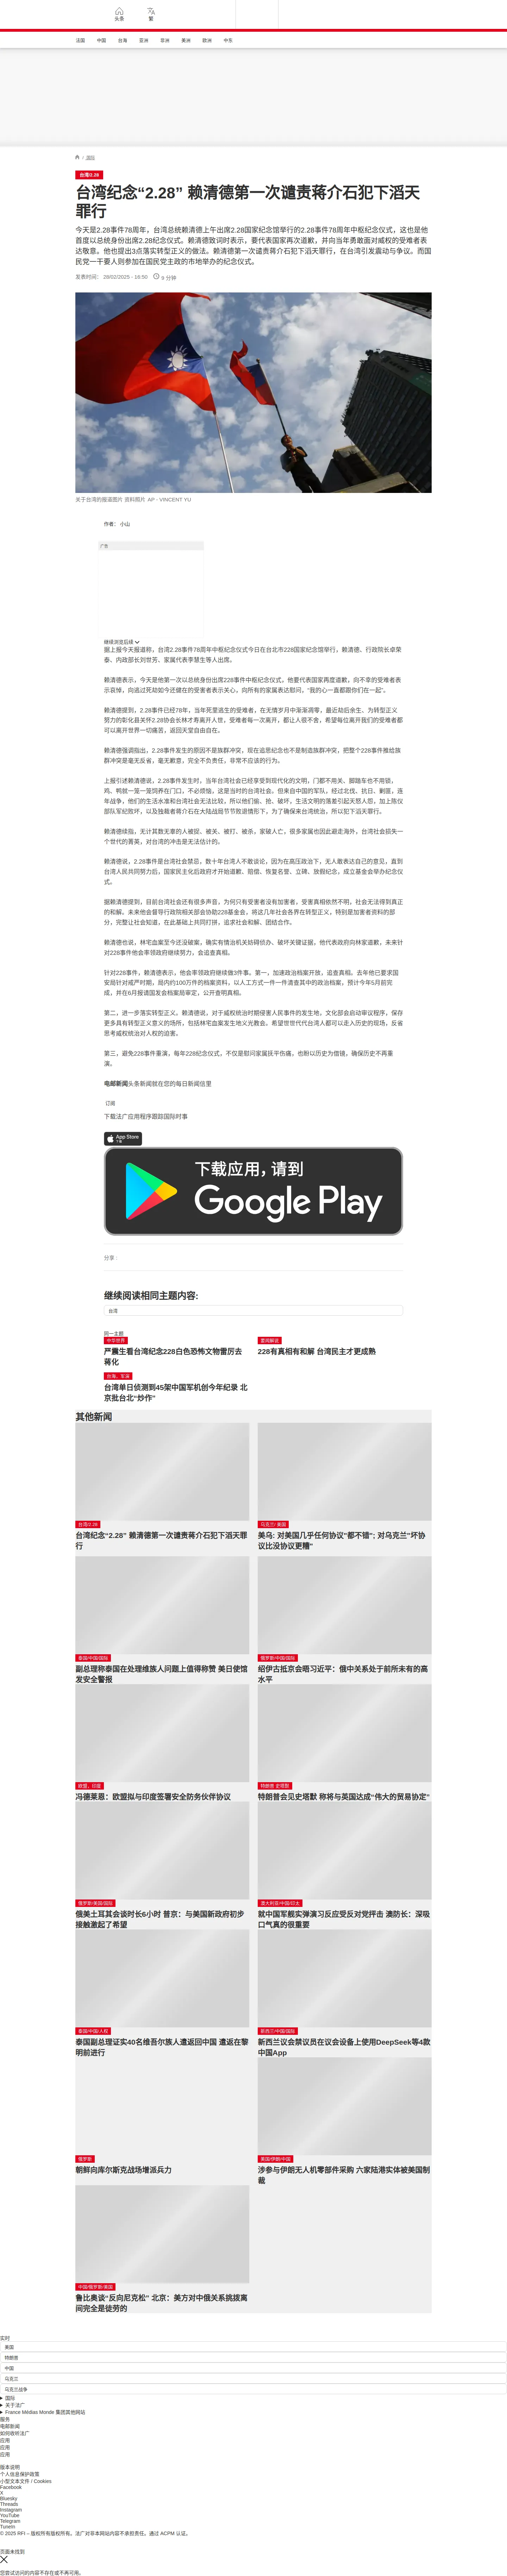 头条
繁
法国
中国
台海
亚洲
非洲
美洲
欧洲
中东
/ 国际
台湾/2.28
台湾纪念“2.28” 赖清德第一次谴责蒋介石犯下滔天
罪行
今天是2.28事件78周年，台湾总统赖清德上午出席2.28国家纪念馆举行的2.28事件78周年中枢纪念仪式，这也是他
首度以总统身份出席2.28纪念仪式。赖清德致词时表示，要代表国家再次道歉，并向当年勇敢面对威权的受难者表
达敬意。他也提出3点落实转型正义的做法。赖清德历来第一次谴责蒋介石犯下滔天罪行，在台湾引发震动与争议。而国
民党一干要人则参加在国民党主政的市地举办的纪念仪式。
发表时间： 28/02/2025 - 16:50
9 分钟
关于台湾的报道图片 资料图片 AP - VINCENT YU
作者： 小山
广告
继续浏览后续
据上报今天报道称，台湾2.28事件78周年中枢纪念仪式今日在台北市228国家纪念馆举行，赖清德、行政院长卓荣
泰、内政部长刘世芳、家属代表李慧生等人出席。
赖清德表示，今天是他第一次以总统身份出席228事件中枢纪念仪式，他要代表国家再度道歉，向不幸的受难者表
示哀悼，向追过死劫如今还健在的受害者表示关心，向所有的家属表达慰问，“我的心一直都跟你们在一起”。
赖清德提到，2.28事件已经78年，当年死里逃生的受难者，在无情岁月中渐渐凋零，最近劫后余生、为转型正义
努力的彰化县关怀2.28协会长林才寿离开人世，受难者每一次离开，都让人很不舍，希望每位离开我们的受难者都
可以离开世界一切痛苦，返回天堂自由自在。
赖清德强调指出，2.28事件发生的原因不是族群冲突，现在追思纪念也不是制造族群冲突，把整个228事件推给族
群冲突是毫无反省，毫无歉意，完全不负责任，非常不应该的行为。
上报引述赖清德说，2.28事件发生时，当年台湾社会已经享受到现代化的文明，门都不用关、脚踏车也不用锁。
鸡、鸭就一笼一笼饲养在门口，不必烦恼，这是当时的台湾社会。但来自中国的军队，经过北伐、抗日、剿匪，连
年战争，他们的生活水准和台湾社会无法比较，所以他们偷、抢、破坏，生活文明的落差引起天怒人怨，加上陈仪
部队军纪败坏，以及独裁者蒋介石在大陆战局节节败退情形下，为了确保来台湾统治，所以犯下滔天罪行。
赖清德续指，无计其数无辜的人被捉、被关、被打、被杀，家破人亡，很多家属也因此避走海外，台湾社会损失一
个世代的菁英，对台湾的冲击是无法估计的。
赖清德说，2.28事件是台湾社会禁忌，数十年台湾人不敢谈论，因为在高压政治下，无人敢表达自己的意见，直到
台湾人民共同努力后，国家民主化后政府才开始道歉、赔偿、恢复名誉、立碑、放假纪念，成立基金会举办纪念仪
式。
据赖清德提到，目前台湾社会还有很多声音，为何只有受害者没有加害者，受害真相依然不明，社会无法得到真正
的和解。未来他会督导行政院相关部会协助228基金会，将这几年社会各界在转型正义，特别是加害者资料的部
分，完整让社会知道，在此基础上共同打拼，追求社会和解、团结合作。
赖清德也说，林宅血案至今还没破案，确实有情治机关妨碍侦办、破坏关键证据，他代表政府向林家道歉，未来针
对228事件他会率领政府继续努力，会追查真相。
针对228事件，赖清德表示，他会率领政府继续做3件事。第一，加速政治档案开放，追查真相。去年他已要求国
安局针对戒严时期，局内约100万件的档案资料，以人工方式一件一件清查其中的政治档案，预计今年5月前完
成，并在6月报请国发会档案局审定，公开查明真相。
第二，进一步落实转型正义。赖清德说，对于威权统治时期侵害人民事件的发生地，文化部会启动审议程序，保存
更多具有转型正义意义的场所，包括林宅血案发生地义光教会。希望世世代代台湾人都可以走入历史的现场，反省
思考威权统治对人权的迫害。
第三，避免228事件重演，每年228纪念仪式，不仅是慰问家属抚平伤痛，也盼以历史为借镜，确保历史不再重
演。
电邮新闻头条新闻就在您的每日新闻信里
订阅
下载法广应用程序跟踪国际时事
App Store
下载应用，请到
Google Play
分享 :
继续阅读相同主题内容:
台湾
同一主题
中华世界
严震生看台湾纪念228白色恐怖文物雷厉去
蒋化
要闻解说
228有真相有和解 台湾民主才更成熟
台海、军演
台湾单日侦测到45架中国军机创今年纪录 北
京批台北“炒作”
其他新闻
台湾/2.28
台湾纪念“2.28” 赖清德第一次谴责蒋介石犯下滔天罪
行
乌克兰/ 美国
美乌: 对美国几乎任何协议"都不错"; 对乌克兰"坏协
议比没协议更糟"
泰国/中国/国际
副总理称泰国在处理维族人问题上值得称赞 美日使馆
发安全警报
俄罗斯/中国/国际
绍伊古抵京会晤习近平：俄中关系处于前所未有的高
水平
欧盟，印度
冯德莱恩：欧盟拟与印度签署安全防务伙伴协议
特朗普 史塔默
特朗普会见史塔默 称将与英国达成“伟大的贸易协定”
俄罗斯/美国/国际
俄美土耳其会谈时长6小时 普京：与美国新政府初步
接触激起了希望
澳大利亚/中国/印太
就中国军舰实弹演习反应受反对党抨击 澳防长：深吸
口气真的很重要
泰国/中国/人权
泰国副总理证实40名维吾尔族人遭返回中国 遣返在黎
明前进行
新西兰/中国/国际
新西兰议会禁议员在议会设备上使用DeepSeek等4款
中国App
俄罗斯
朝鲜向库尔斯克战场增派兵力
美国/伊朗/中国
涉参与伊朗无人机零部件采购 六家陆港实体被美国制
裁
中国/俄罗斯/美国
鲁比奥谈“反向尼克松” 北京：美方对中俄关系挑拨离
间完全是徒劳的
实时
美国
特朗普
中国
乌克兰
乌克兰战争
国际
关于法广
France Médias Monde 集团其他网站
服务
电邮新闻
如何收听法广
应用
应用
应用
版本说明
个人信息保护政策
小型文本文件 / Cookies
Facebook
X
Bluesky
Threads
Instagram
YouTube
Telegram
TuneIn
© 2025 RFI – 版权所有版权所有。法广对非本网站内容不承担责任。通过 ACPM 认证。
页面未找到
您尝试访问的内容不存在或不再可用。